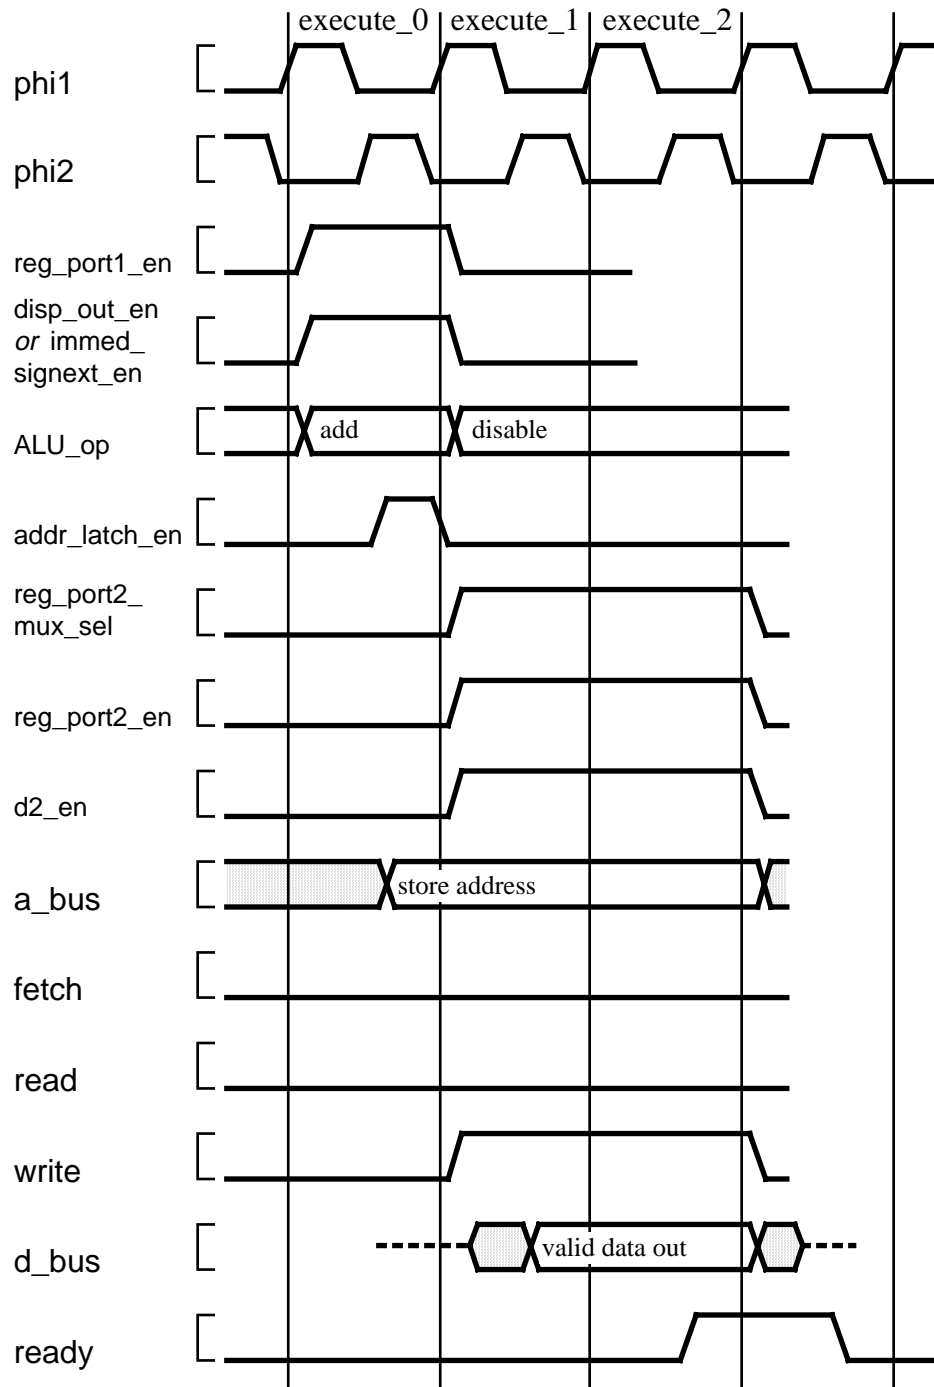 execute_0 execute_1 execute_2
phi1
phi2
reg_port1_en
disp_out_en
or immed_
signext_en
ALU_op add disable
addr_latch_en
reg_port2_
mux_sel
reg_port2_en
d2_en
a_bus store address
fetch
read
write
d_bus valid data out
ready